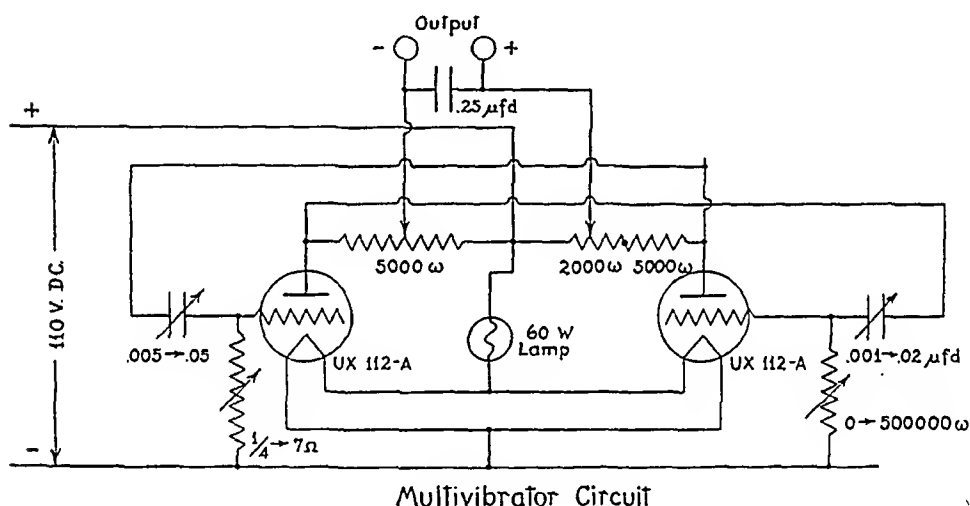 Output
- +
.25 µfd
+
110 V. D.C.
5000 ω
2000 ω 5000 ω
60 W
Lamp
.005→.05
UX 112-A
UX 112-A
.001→.02 µfd
1/4→7Ω
0→500000 ω
-
Multivibrator Circuit